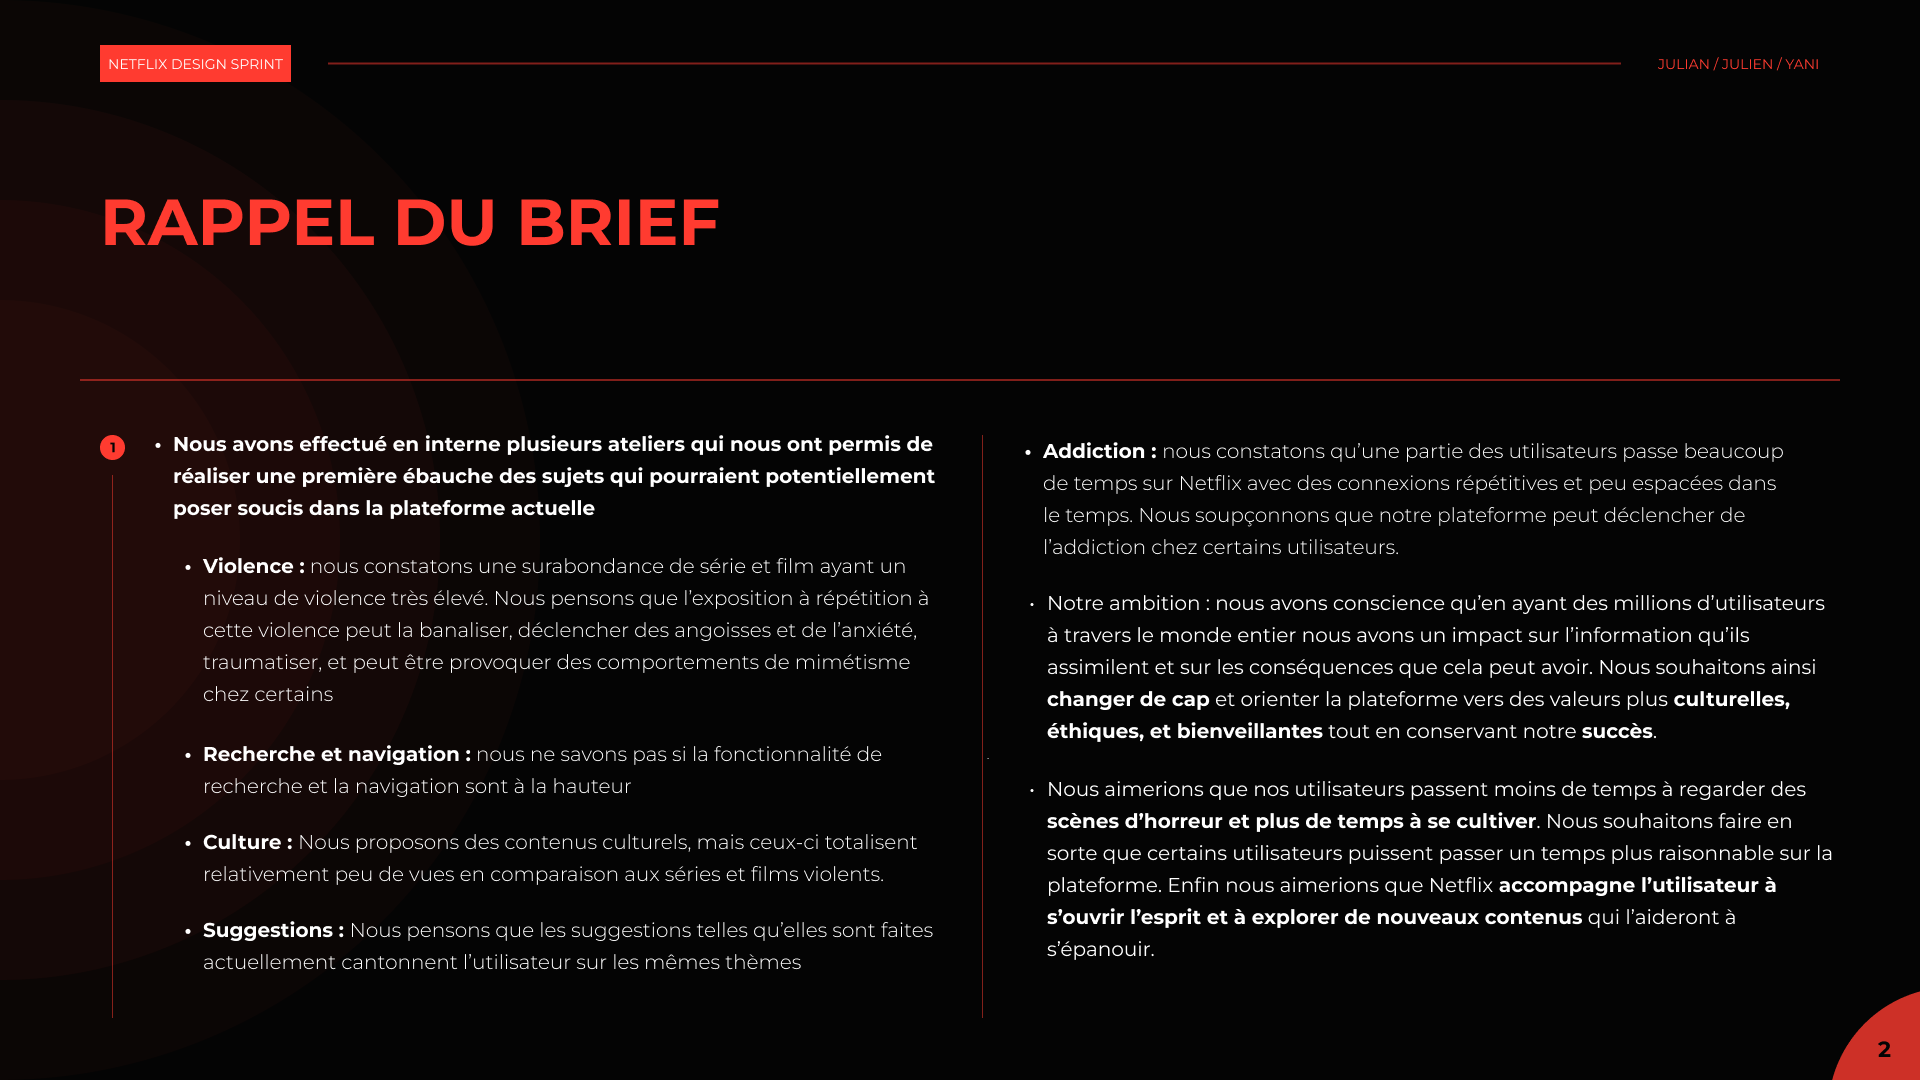 NETFLIX DESIGN SPRINT
JULIAN / JULIEN / YANI
RAPPEL DU BRIEF
1
• Nous avons effectué en interne plusieurs ateliers qui nous ont permis de
réaliser une première ébauche des sujets qui pourraient potentiellement
poser soucis dans la plateforme actuelle
• Violence : nous constatons une surabondance de série et film ayant un
niveau de violence très élevé. Nous pensons que l’exposition à répétition à
cette violence peut la banaliser, déclencher des angoisses et de l’anxiété,
traumatiser, et peut être provoquer des comportements de mimétisme
chez certains
• Recherche et navigation : nous ne savons pas si la fonctionnalité de
recherche et la navigation sont à la hauteur
• Culture : Nous proposons des contenus culturels, mais ceux-ci totalisent
relativement peu de vues en comparaison aux séries et films violents.
• Suggestions : Nous pensons que les suggestions telles qu’elles sont faites
actuellement cantonnent l’utilisateur sur les mêmes thèmes
• Addiction : nous constatons qu’une partie des utilisateurs passe beaucoup
de temps sur Netflix avec des connexions répétitives et peu espacées dans
le temps. Nous soupçonnons que notre plateforme peut déclencher de
l’addiction chez certains utilisateurs.
• Notre ambition : nous avons conscience qu’en ayant des millions d’utilisateurs
à travers le monde entier nous avons un impact sur l’information qu’ils
assimilent et sur les conséquences que cela peut avoir. Nous souhaitons ainsi
changer de cap et orienter la plateforme vers des valeurs plus culturelles,
éthiques, et bienveillantes tout en conservant notre succès.
• Nous aimerions que nos utilisateurs passent moins de temps à regarder des
scènes d’horreur et plus de temps à se cultiver. Nous souhaitons faire en
sorte que certains utilisateurs puissent passer un temps plus raisonnable sur la
plateforme. Enfin nous aimerions que Netflix accompagne l’utilisateur à
s’ouvrir l’esprit et à explorer de nouveaux contenus qui l’aideront à
s’épanouir.
2